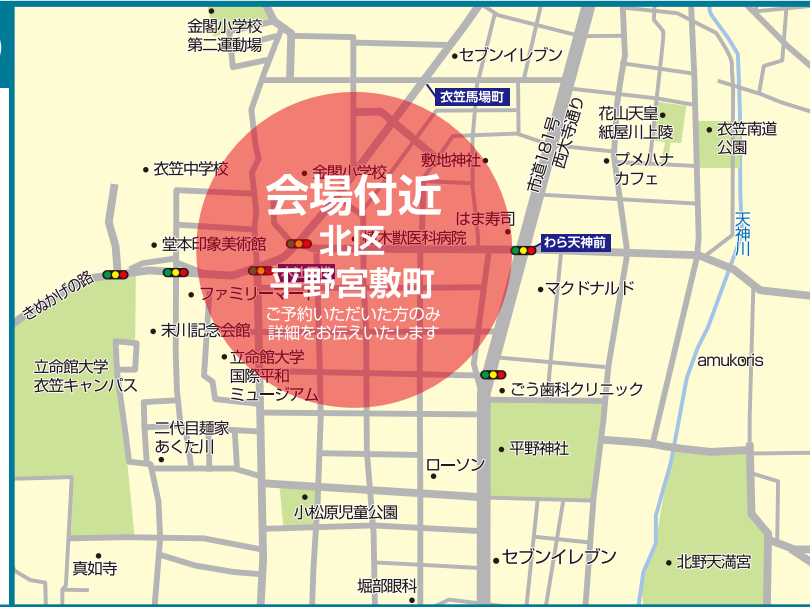 金閣小学校
第二運動場
セブンイレブン
衣笠馬場町
市道181号
西大寺通り
花山天皇
紙屋川上陵
衣笠南道
公園
プメハナ
カフェ
衣笠中学校
金閣小学校
敷地神社
会場付近
北区
平野宮敷町
ご予約いただいた方のみ
詳細をお伝えいたします
はま寿司
堂本印象美術館
木獣医科病院
わら天神前
天神川
きぬかげの路
ファミリーマート
マクドナルド
末川記念会館
立命館大学
国際平和
ミュージアム
立命館大学
衣笠キャンパス
amukoris
ごう歯科クリニック
二代目麺家
あくた川
平野神社
ローソン
小松原児童公園
セブンイレブン
北野天満宮
真如寺
堀部眼科